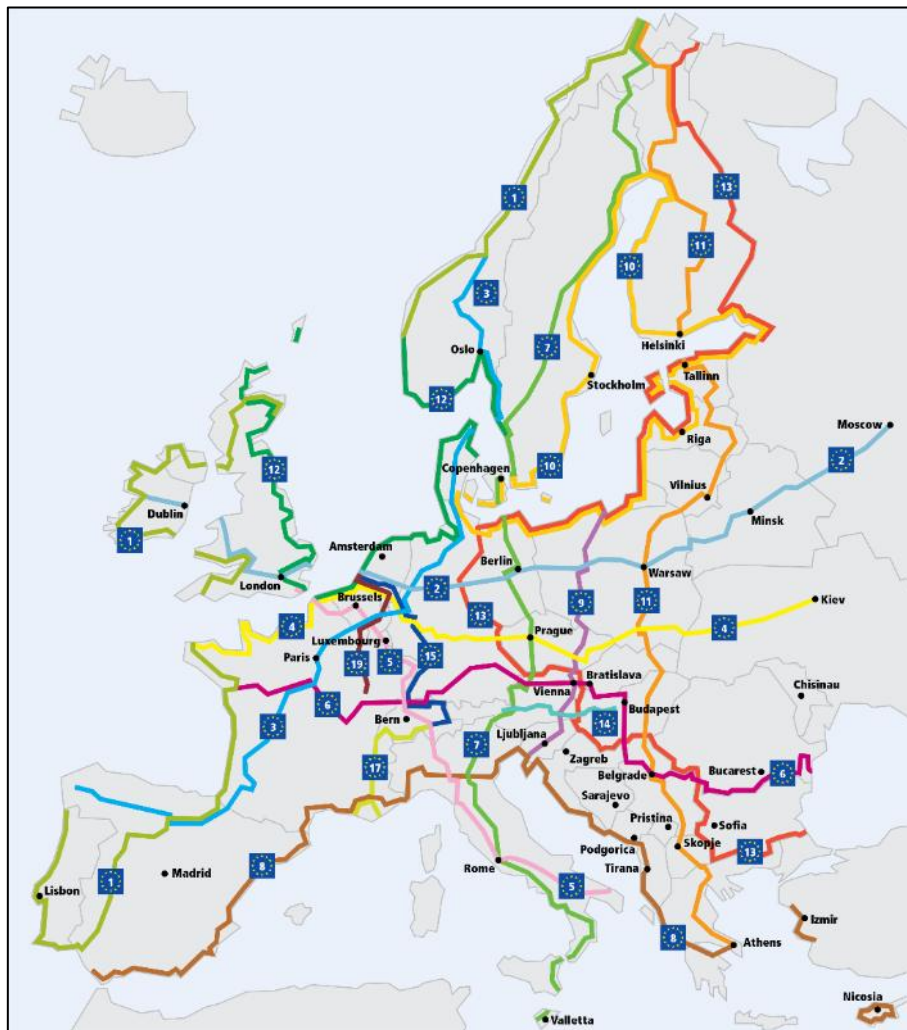 1
13
11
10
3
7
Oslo
Helsinki
Stockholm
Tallinn
12
Moscow
Riga
2
12
Copenhagen
10
Vilnius
Dublin
Minsk
1
Amsterdam
Berlin
Warsaw
London
2
Brussels
9
11
Kiev
4
13
4
Luxembourg
Prague
Paris
19
5
15
Bratislava
Vienna
Chisinau
6
Budapest
Bern
3
14
Ljubljana
7
Zagreb
17
Belgrade
Bucarest
6
Sarajevo
Pristina
Sofia
Podgorica
Skopje
13
Rome
8
Madrid
Tirana
1
5
Lisbon
Izmir
8
Athens
Nicosia
Valletta